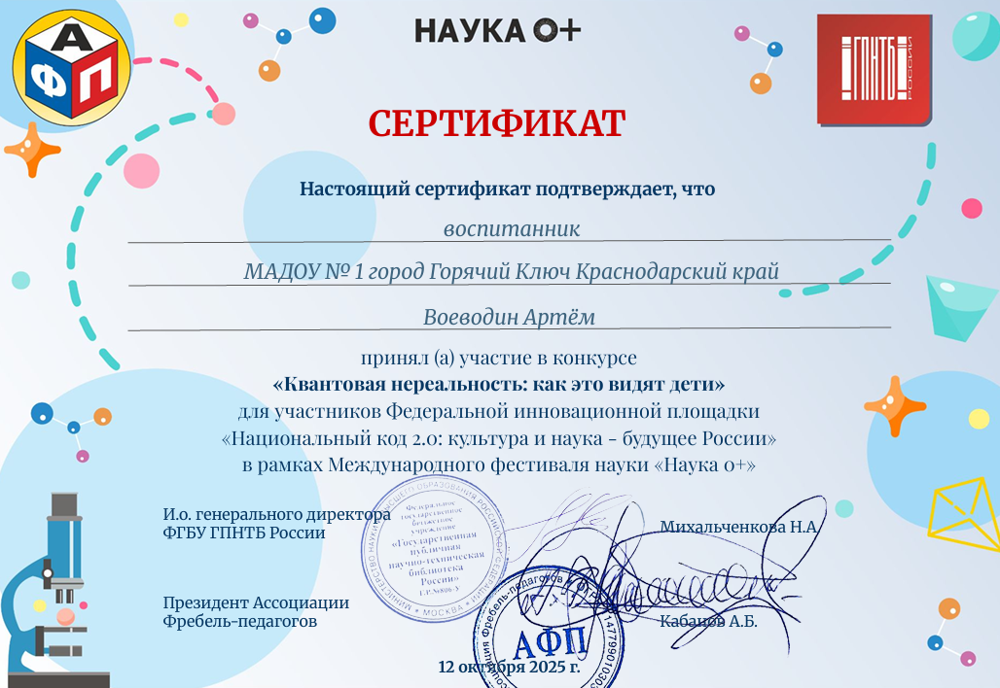 НАУКА 0+
АФП
ГПНТБ РОССИИ
СЕРТИФИКАТ
Настоящий сертификат подтверждает, что
воспитанник
МАДОУ № 1 город Горячий Ключ Краснодарский край
Воеводин Артём
принял (а) участие в конкурсе
«Квантовая нереальность: как это видят дети»
для участников Федеральной инновационной площадки
«Национальный код 2.0: культура и наука - будущее России»
в рамках Международного фестиваля науки «Наука 0+»
И.о. генерального директора
ФГБУ ГПНТБ России
Михальченкова Н.А.
Федеральное
государственное
бюджетное
учреждение
«Государственная
публичная
научно-техническая
библиотека
России»
МОСКВА
Президент Ассоциации
Фребель-педагогов
Кабанов А.Б.
Фребель-педагогов
АФП
12 октября 2025 г.